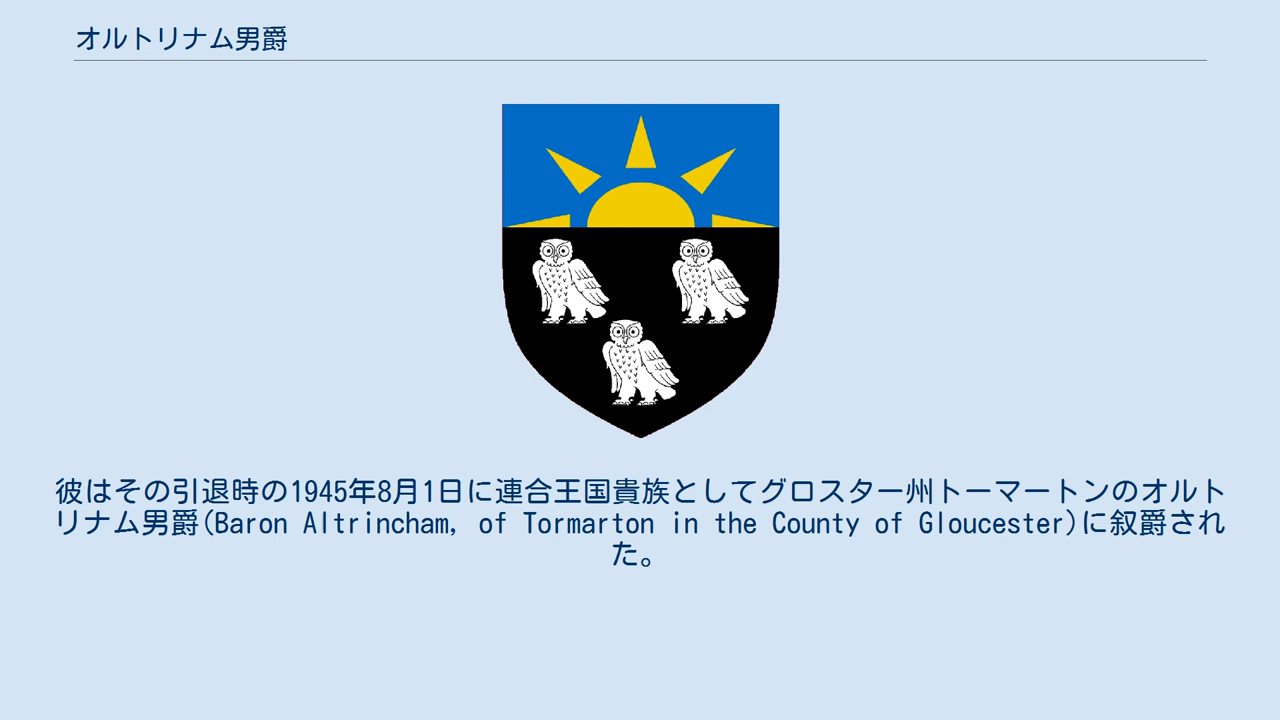 オルトリナム男爵
彼はその引退時の1945年8月1日に連合王国貴族としてグロスター州トーマートンのオルト
リナム男爵(Baron Altrincham, of Tormarton in the County of Gloucester)に叙爵され
た。